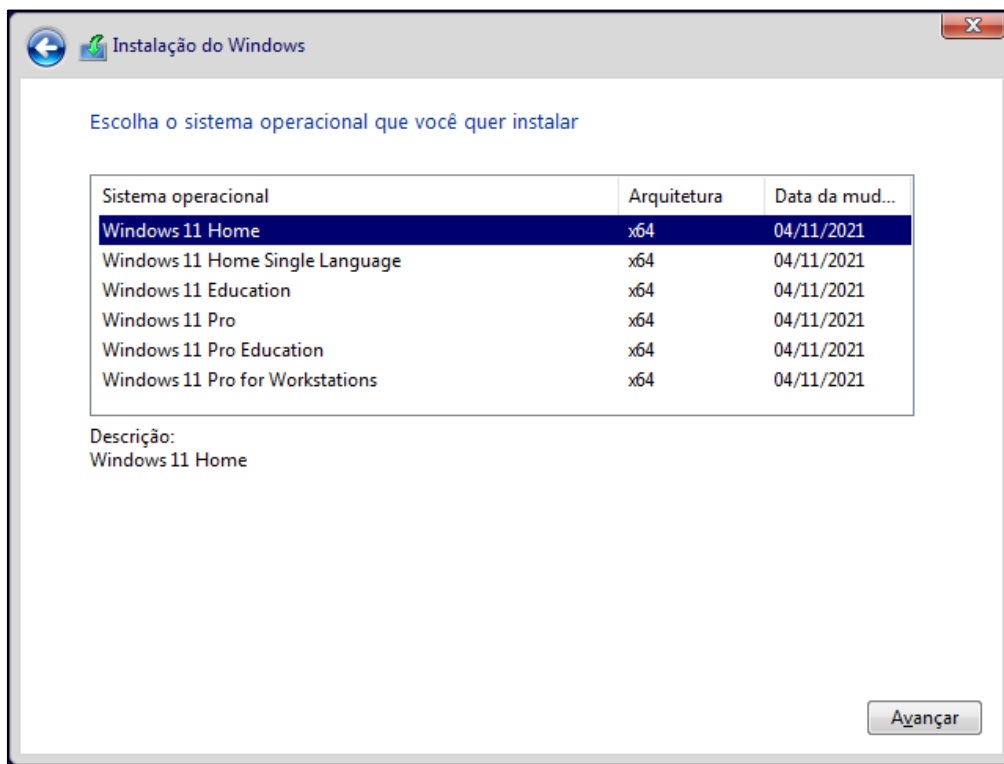 Instalação do Windows
Escolha o sistema operacional que você quer instalar
Sistema operacional Arquitetura Data da mud...
Windows 11 Home x64 04/11/2021
Windows 11 Home Single Language x64 04/11/2021
Windows 11 Education x64 04/11/2021
Windows 11 Pro x64 04/11/2021
Windows 11 Pro Education x64 04/11/2021
Windows 11 Pro for Workstations x64 04/11/2021
Descrição:
Windows 11 Home
Avançar